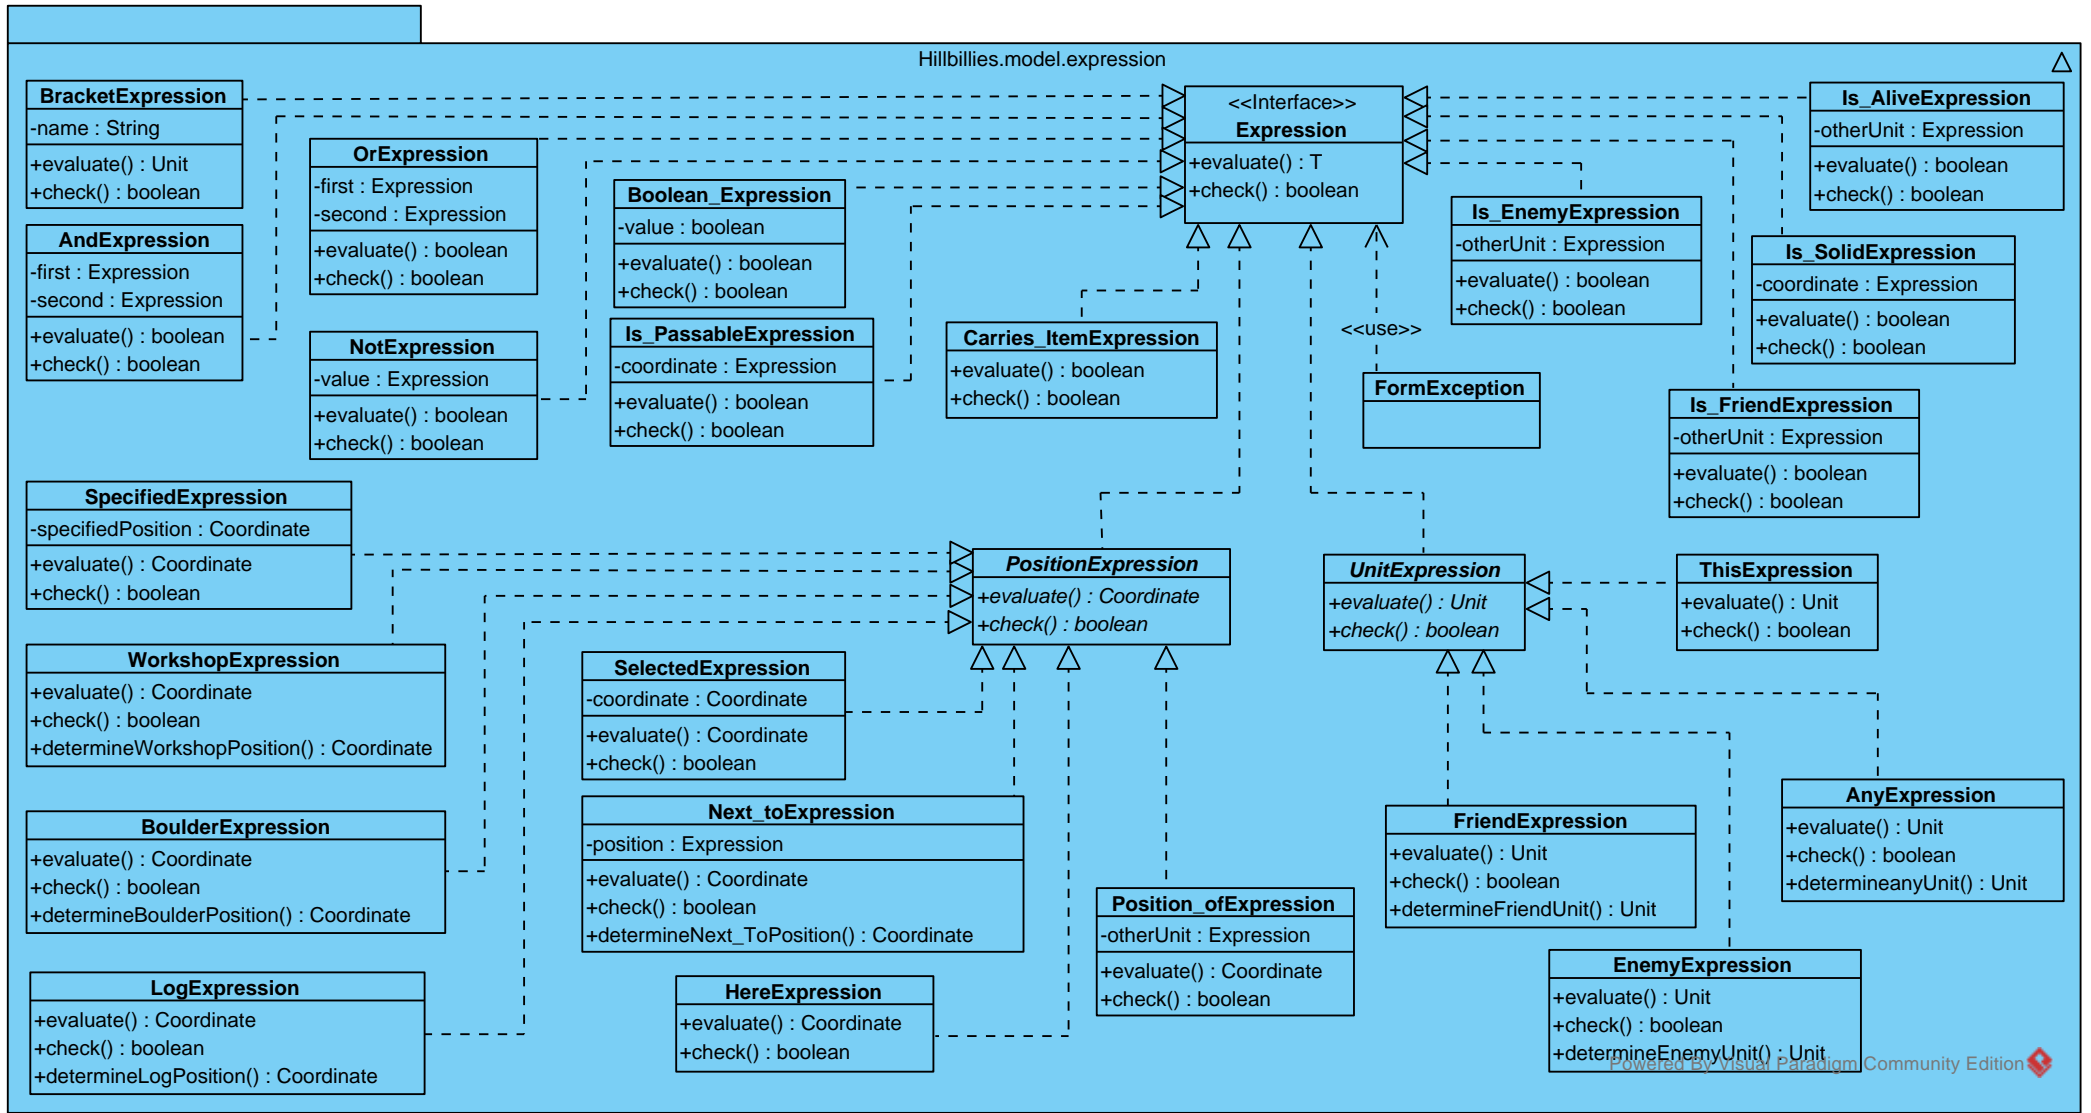 Hillbillies.model.expression
BracketExpression
-name : String
+evaluate() : Unit
+check() : boolean
AndExpression
-first : Expression
-second : Expression
+evaluate() : boolean
+check() : boolean
OrExpression
-first : Expression
-second : Expression
+evaluate() : boolean
+check() : boolean
NotExpression
-value : Expression
+evaluate() : boolean
+check() : boolean
Boolean_Expression
-value : boolean
+evaluate() : boolean
+check() : boolean
Is_PassableExpression
-coordinate : Expression
+evaluate() : boolean
+check() : boolean
<<Interface>>
Expression
+evaluate() : T
+check() : boolean
Carries_ItemExpression
+evaluate() : boolean
+check() : boolean
<<use>>
FormException
Is_EnemyExpression
-otherUnit : Expression
+evaluate() : boolean
+check() : boolean
Is_AliveExpression
-otherUnit : Expression
+evaluate() : boolean
+check() : boolean
Is_SolidExpression
-coordinate : Expression
+evaluate() : boolean
+check() : boolean
Is_FriendExpression
-otherUnit : Expression
+evaluate() : boolean
+check() : boolean
SpecifiedExpression
-specifiedPosition : Coordinate
+evaluate() : Coordinate
+check() : boolean
WorkshopExpression
+evaluate() : Coordinate
+check() : boolean
+determineWorkshopPosition() : Coordinate
BoulderExpression
+evaluate() : Coordinate
+check() : boolean
+determineBoulderPosition() : Coordinate
LogExpression
+evaluate() : Coordinate
+check() : boolean
+determineLogPosition() : Coordinate
PositionExpression
+evaluate() : Coordinate
+check() : boolean
SelectedExpression
-coordinate : Coordinate
+evaluate() : Coordinate
+check() : boolean
Next_toExpression
-position : Expression
+evaluate() : Coordinate
+check() : boolean
+determineNext_ToPosition() : Coordinate
HereExpression
+evaluate() : Coordinate
+check() : boolean
Position_ofExpression
-otherUnit : Expression
+evaluate() : Coordinate
+check() : boolean
UnitExpression
+evaluate() : Unit
+check() : boolean
ThisExpression
+evaluate() : Unit
+check() : boolean
FriendExpression
+evaluate() : Unit
+check() : boolean
+determineFriendUnit() : Unit
AnyExpression
+evaluate() : Unit
+check() : boolean
+determineanyUnit() : Unit
EnemyExpression
+evaluate() : Unit
+check() : boolean
+determineEnemyUnit() : Unit
Powered By Visual Paradigm Community Edition